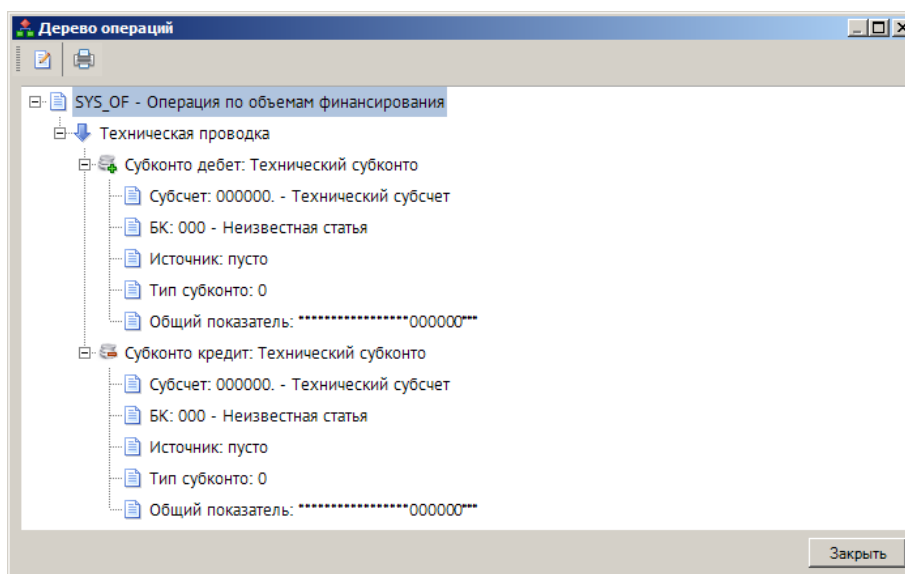 Дерево операций
SYS_OF - Операция по объемам финансирования
Техническая проводка
Субконто дебет: Технический субконто
Субсчет: 000000. - Технический субсчет
БК: 000 - Неизвестная статья
Источник: пусто
Тип субконто: 0
Общий показатель: *****************000000***
Субконто кредит: Технический субконто
Субсчет: 000000. - Технический субсчет
БК: 000 - Неизвестная статья
Источник: пусто
Тип субконто: 0
Общий показатель: *****************000000***
Закрыть